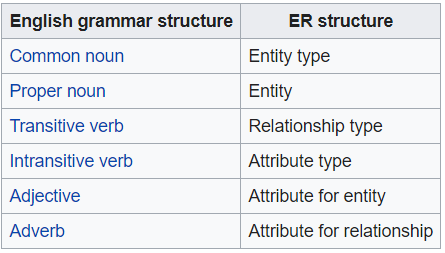 English grammar structure ER structure
Common noun Entity type
Proper noun Entity
Transitive verb Relationship type
Intransitive verb Attribute type
Adjective Attribute for entity
Adverb Attribute for relationship